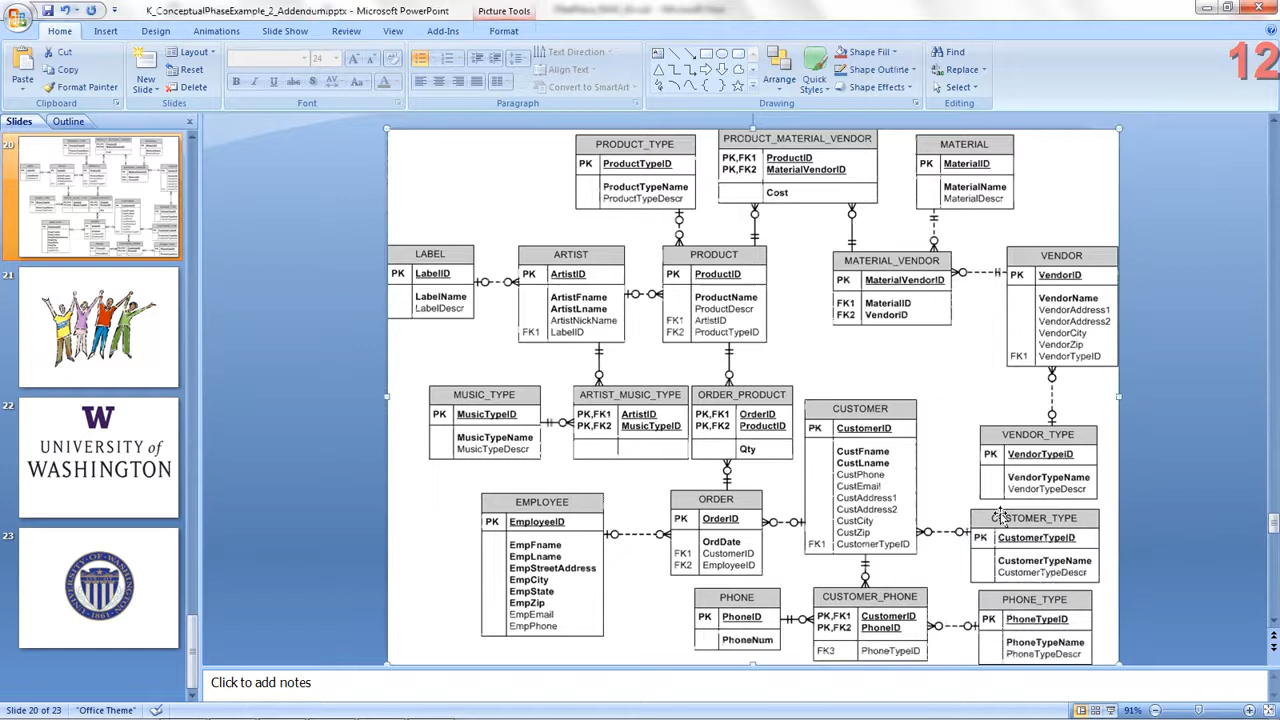 K_ConceptualPhaseExample_2_Addendum.pptx - Microsoft PowerPoint
Picture Tools
Home Insert Design Animations Slide Show Review View Add-Ins Format
Paste
Cut
Copy
Format Painter
Clipboard
New
Slide
Layout
Reset
Delete
Slides
24
B I U abc S AV Aa A
Font
Text Direction
Align Text
Convert to SmartArt
Paragraph
Arrange
Quick
Styles
Shape Fill
Shape Outline
Shape Effects
Drawing
Find
Replace
Select
Editing
12
Slides Outline
20
21
22
W
UNIVERSITY of
WASHINGTON
23
PRODUCT_TYPE
PK ProductTypeID
ProductTypeName
ProductTypeDescr
PRODUCT_MATERIAL_VENDOR
PK,FK1 ProductID
PK,FK2 MaterialVendorID
Cost
MATERIAL
PK MaterialID
MaterialName
MaterialDescr
LABEL
PK LabelID
LabelName
LabelDescr
ARTIST
PK ArtistID
ArtistFname
ArtistLname
ArtistNickName
FK1 LabelID
PRODUCT
PK ProductID
ProductName
ProductDescr
FK1 ArtistID
FK2 ProductTypeID
MATERIAL_VENDOR
PK MaterialVendorID
FK1 MaterialID
FK2 VendorID
VENDOR
PK VendorID
VendorName
VendorAddress1
VendorAddress2
VendorCity
VendorZip
FK1 VendorTypeID
MUSIC_TYPE
PK MusicTypeID
MusicTypeName
MusicTypeDescr
ARTIST_MUSIC_TYPE
PK,FK1 ArtistID
PK,FK2 MusicTypeID
ORDER_PRODUCT
PK,FK1 OrderID
PK,FK2 ProductID
Qty
CUSTOMER
PK CustomerID
CustFname
CustLname
CustPhone
CustEmail
CustAddress1
CustAddress2
CustCity
CustZip
FK1 CustomerTypeID
VENDOR_TYPE
PK VendorTypeID
VendorTypeName
VendorTypeDescr
EMPLOYEE
PK EmployeeID
EmpFname
EmpLname
EmpStreetAddress
EmpCity
EmpState
EmpZip
EmpEmail
EmpPhone
ORDER
PK OrderID
OrdDate
FK1 CustomerID
FK2 EmployeeID
CUSTOMER_TYPE
PK CustomerTypeID
CustomerTypeName
CustomerTypeDescr
PHONE
PK PhoneID
PhoneNum
CUSTOMER_PHONE
PK,FK1 CustomerID
PK,FK2 PhoneID
FK3 PhoneTypeID
PHONE_TYPE
PK PhoneTypeID
PhoneTypeName
PhoneTypeDescr
Click to add notes
Slide 20 of 23 "Office Theme" 91%